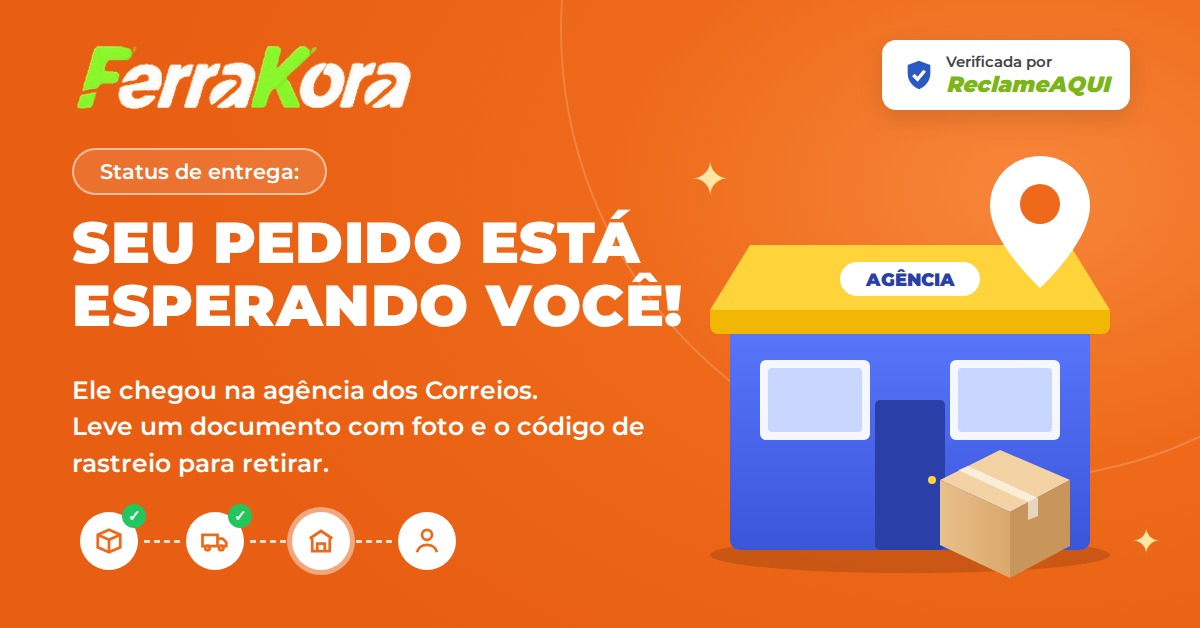 FerraKora
Verificada por
ReclameAQUI
Status de entrega:
SEU PEDIDO ESTÁ
ESPERANDO VOCÊ!
AGÊNCIA
Ele chegou na agência dos Correios.
Leve um documento com foto e o código de
rastreio para retirar.